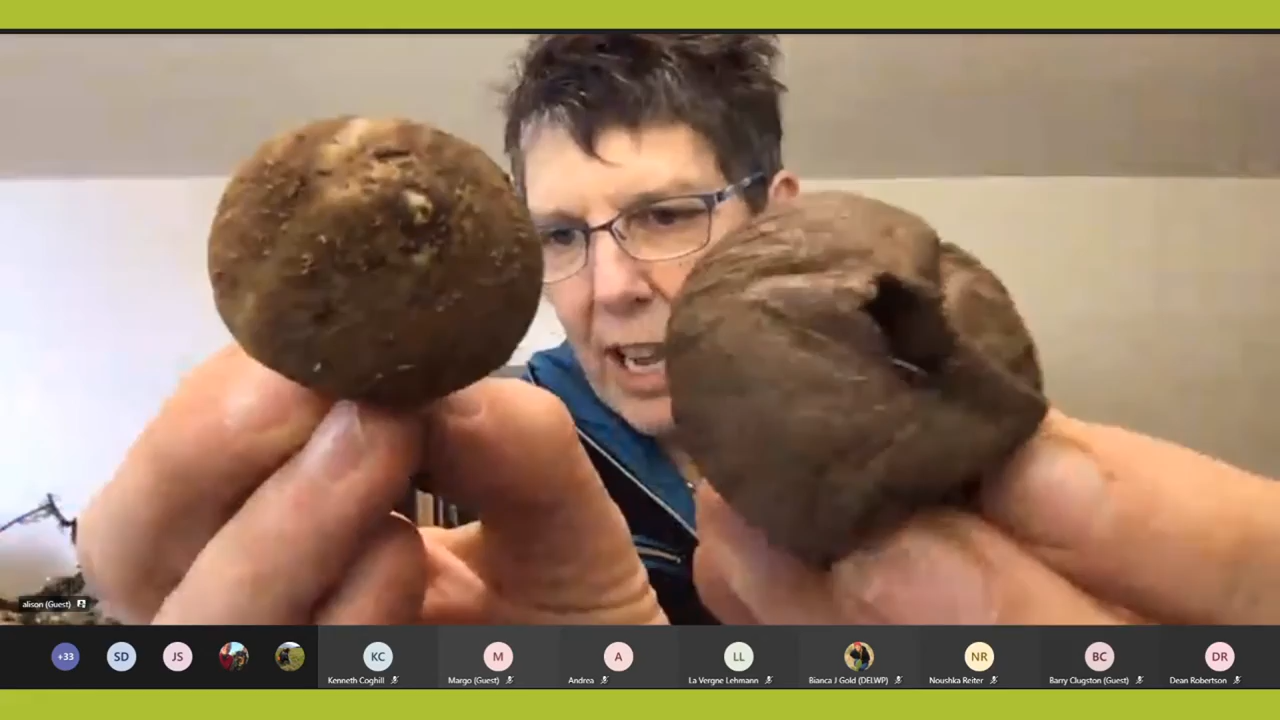 alison (Guest)
+33
SD
JS
KC
M
A
LL
NR
BC
DR
Kenneth Coghill
Margo (Guest)
Andrea
La Vergne Lehmann
Bianca J Gold (DELWP)
Noushka Reiter
Barry Clugston (Guest)
Dean Robertson